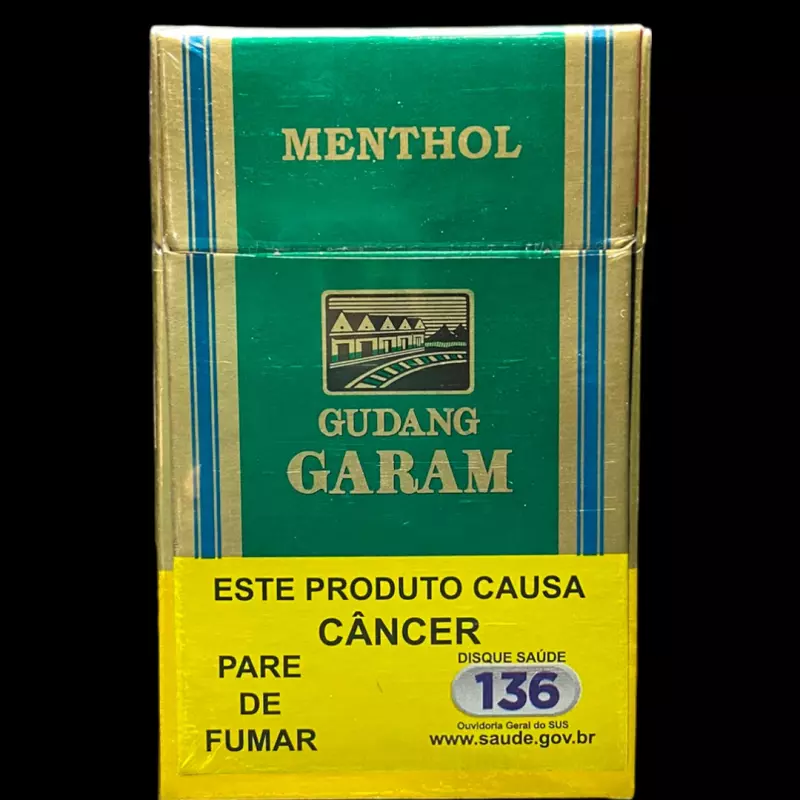 MENTHOL
GUDANG
GARAM
ESTE PRODUTO CAUSA
CÂNCER
PARE
DE
FUMAR
DISQUE SAÚDE
136
Ouvidoria Geral do SUS
www.saude.gov.br